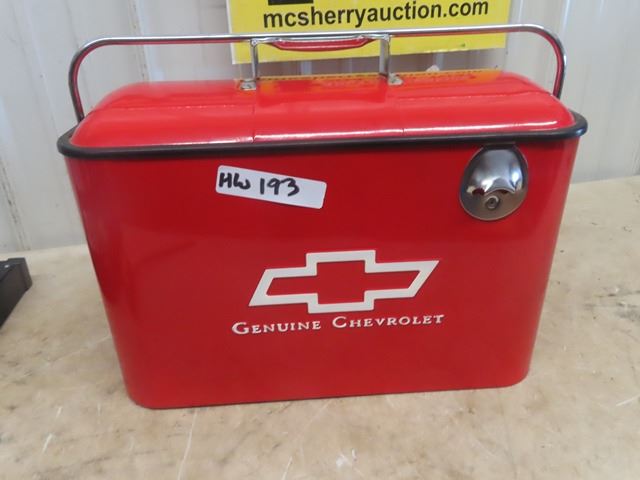 mcsherryauction.com
HW 193
GENUINE CHEVROLET